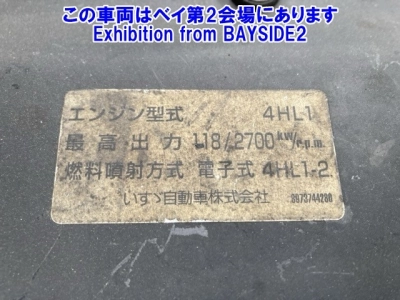 この車両はベイ第2会場にあります
Exhibition from BAYSIDE2
エンジン型式 4HL1
最高出力 118/2700 kW/r.p.m.
燃料噴射方式 電子式 4HL1-2
いすゞ自動車株式会社 8973744280